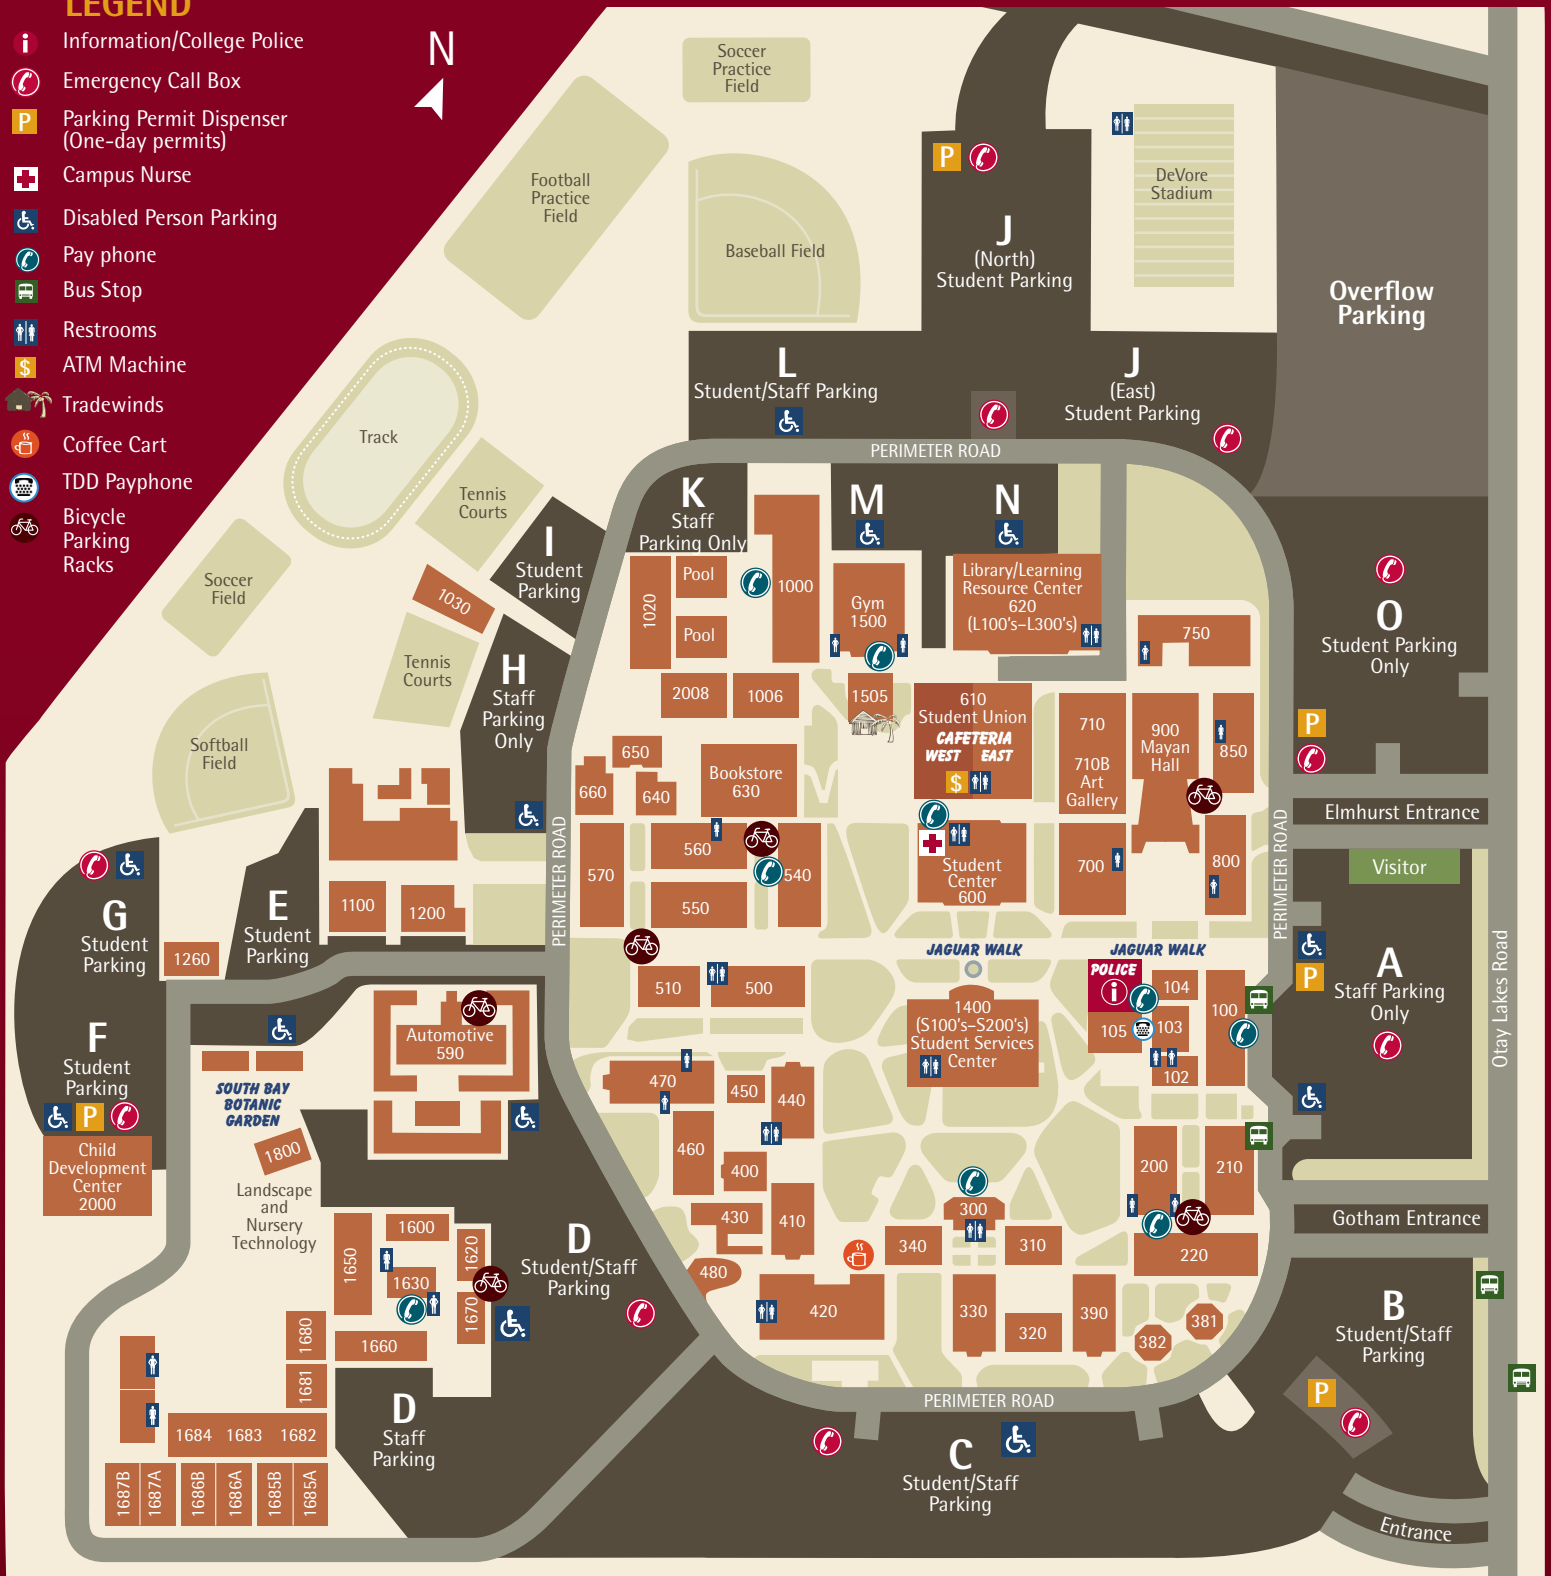 LEGEND
Information/College Police
Emergency Call Box
P
Parking Permit Dispenser
(One-day permits)
Campus Nurse
Disabled Person Parking
Pay phone
Bus Stop
Restrooms
$
ATM Machine
Tradewinds
Coffee Cart
TDD Payphone
Bicycle
Parking
Racks
N
Soccer
Practice
Field
Football
Practice
Field
Baseball Field
P
J
(North)
Student Parking
DeVore
Stadium
Overflow
Parking
L
Student/Staff Parking
J
(East)
Student Parking
Track
PERIMETER ROAD
Tennis
Courts
I
Student
Parking
K
Staff
Parking Only
M
N
Soccer
Field
1030
1020
Pool
Pool
1000
Gym
1500
Library/Learning
Resource Center
620
(L100's–L300's)
750
O
Student Parking
Only
Tennis
Courts
H
Staff
Parking
Only
2008
1006
1505
610
Student Union
CAFETERIA
WEST EAST
$
710
710B
Art
Gallery
900
Mayan
Hall
850
P
Softball
Field
650
660
640
Bookstore
630
Elmhurst Entrance
PERIMETER ROAD
PERIMETER ROAD
570
560
540
550
Student
Center
600
700
800
Visitor
G
Student
Parking
E
Student
Parking
1100
1200
1260
JAGUAR WALK
JAGUAR WALK
POLICE
P
A
Staff Parking
Only
Otay Lakes Road
510
500
1400
(S100's–S200's)
Student Services
Center
104
105
103
102
100
Automotive
590
F
Student
Parking
P
SOUTH BAY
BOTANIC
GARDEN
470
450
440
460
400
430
410
480
420
Child
Development
Center
2000
1800
Landscape
and
Nursery
Technology
200
210
220
300
340
310
330
320
390
382
381
Gotham Entrance
1600
1650
1620
1630
1670
1660
1680
1681
D
Student/Staff
Parking
B
Student/Staff
Parking
P
D
Staff
Parking
PERIMETER ROAD
C
Student/Staff
Parking
1684 1683 1682
1687B
1687A
1686B
1686A
1685B
1685A
Entrance